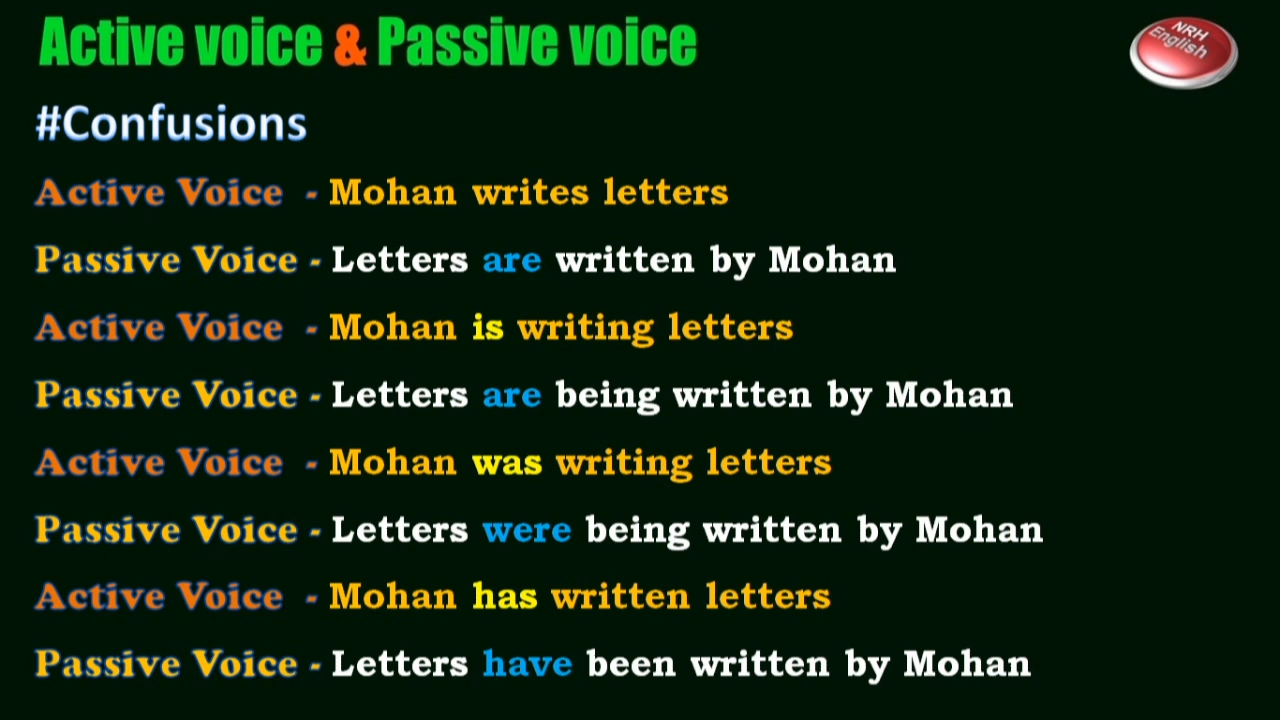 Active voice & Passive voice
NRH
English
#Confusions
Active Voice - Mohan writes letters
Passive Voice - Letters are written by Mohan
Active Voice - Mohan is writing letters
Passive Voice - Letters are being written by Mohan
Active Voice - Mohan was writing letters
Passive Voice - Letters were being written by Mohan
Active Voice - Mohan has written letters
Passive Voice - Letters have been written by Mohan